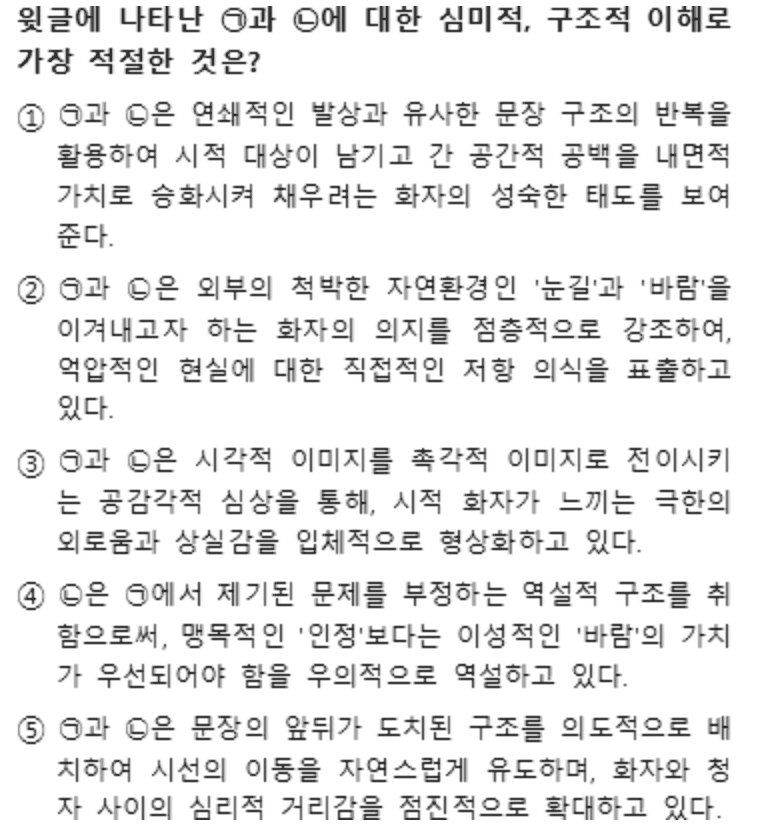 윗글에 나타난 ㉠과 ㉡에 대한 심미적, 구조적 이해로
가장 적절한 것은?
① ㉠과 ㉡은 연쇄적인 발상과 유사한 문장 구조의 반복을
활용하여 시적 대상이 남기고 간 공간적 공백을 내면적
가치로 승화시켜 채우려는 화자의 성숙한 태도를 보여
준다.
② ㉠과 ㉡은 외부의 척박한 자연환경인 '눈길'과 '바람'을
이겨내고자 하는 화자의 의지를 점층적으로 강조하여,
억압적인 현실에 대한 직접적인 저항 의식을 표출하고
있다.
③ ㉠과 ㉡은 시각적 이미지를 촉각적 이미지로 전이시키
는 공감각적 심상을 통해, 시적 화자가 느끼는 극한의
외로움과 상실감을 입체적으로 형상화하고 있다.
④ ㉡은 ㉠에서 제기된 문제를 부정하는 역설적 구조를 취
함으로써, 맹목적인 '인정'보다는 이성적인 '바람'의 가치
가 우선되어야 함을 우의적으로 역설하고 있다.
⑤ ㉠과 ㉡은 문장의 앞뒤가 도치된 구조를 의도적으로 배
치하여 시선의 이동을 자연스럽게 유도하며, 화자와 청
자 사이의 심리적 거리감을 점진적으로 확대하고 있다.